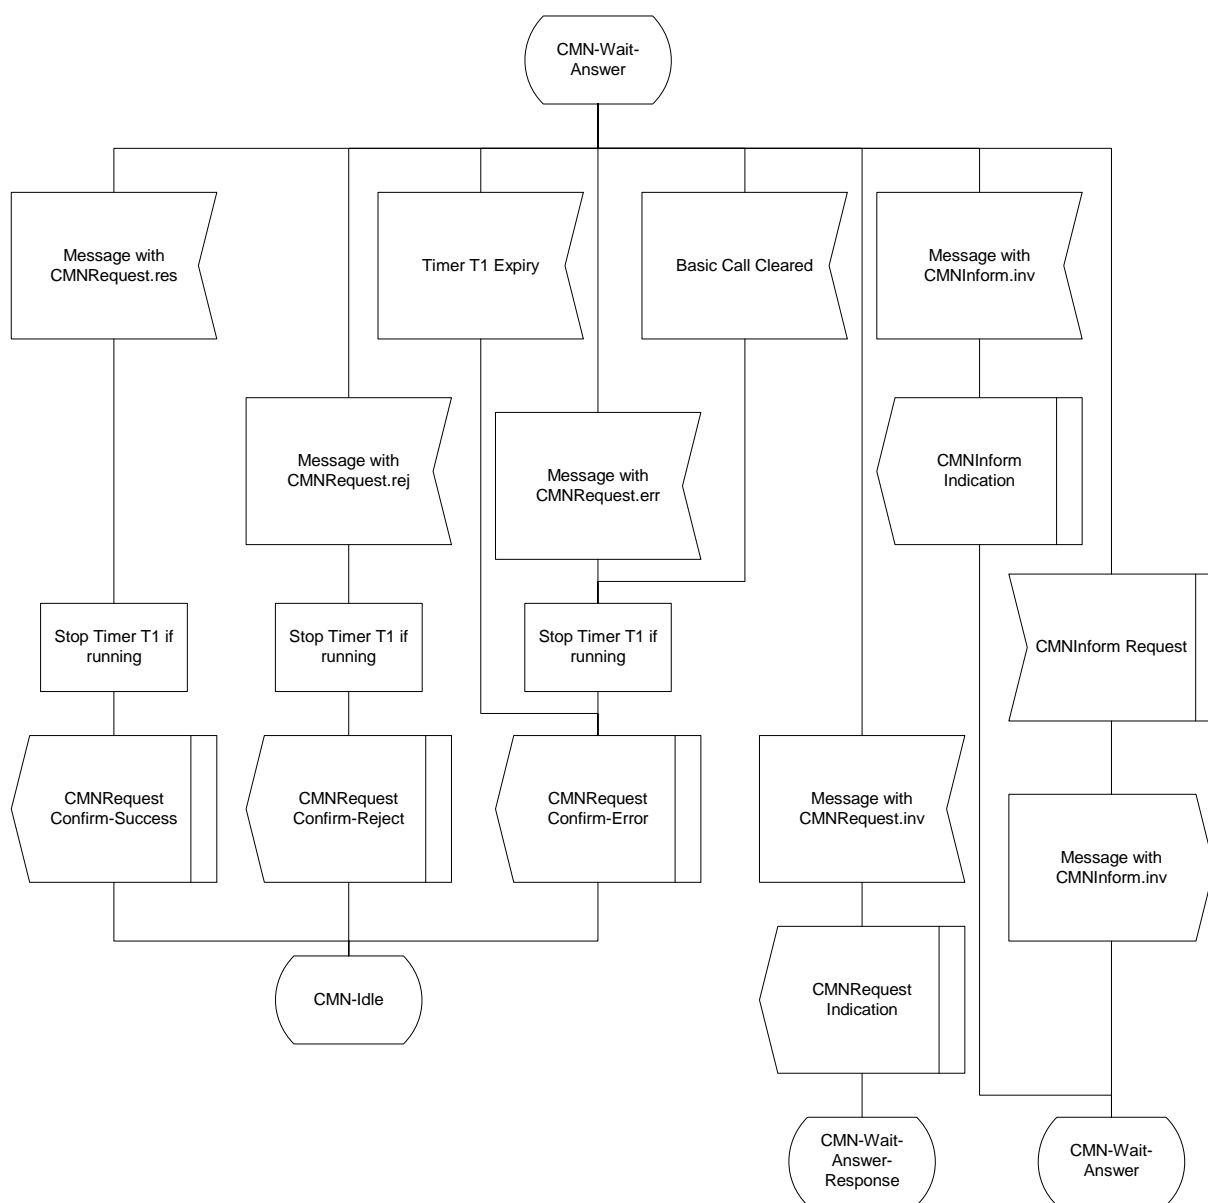 CMN-Wait-
Answer
Message with
CMNRequest.res
Timer T1 Expiry
Basic Call Cleared
Message with
CMNInform.inv
Message with
CMNRequest.rej
Message with
CMNRequest.err
CMNInform
Indication
Stop Timer T1 if
running
Stop Timer T1 if
running
Stop Timer T1 if
running
CMNInform Request
CMNRequest
Confirm-Success
CMNRequest
Confirm-Reject
CMNRequest
Confirm-Error
Message with
CMNRequest.inv
Message with
CMNInform.inv
CMN-Idle
CMNRequest
Indication
CMN-Wait-
Answer-
Response
CMN-Wait-
Answer